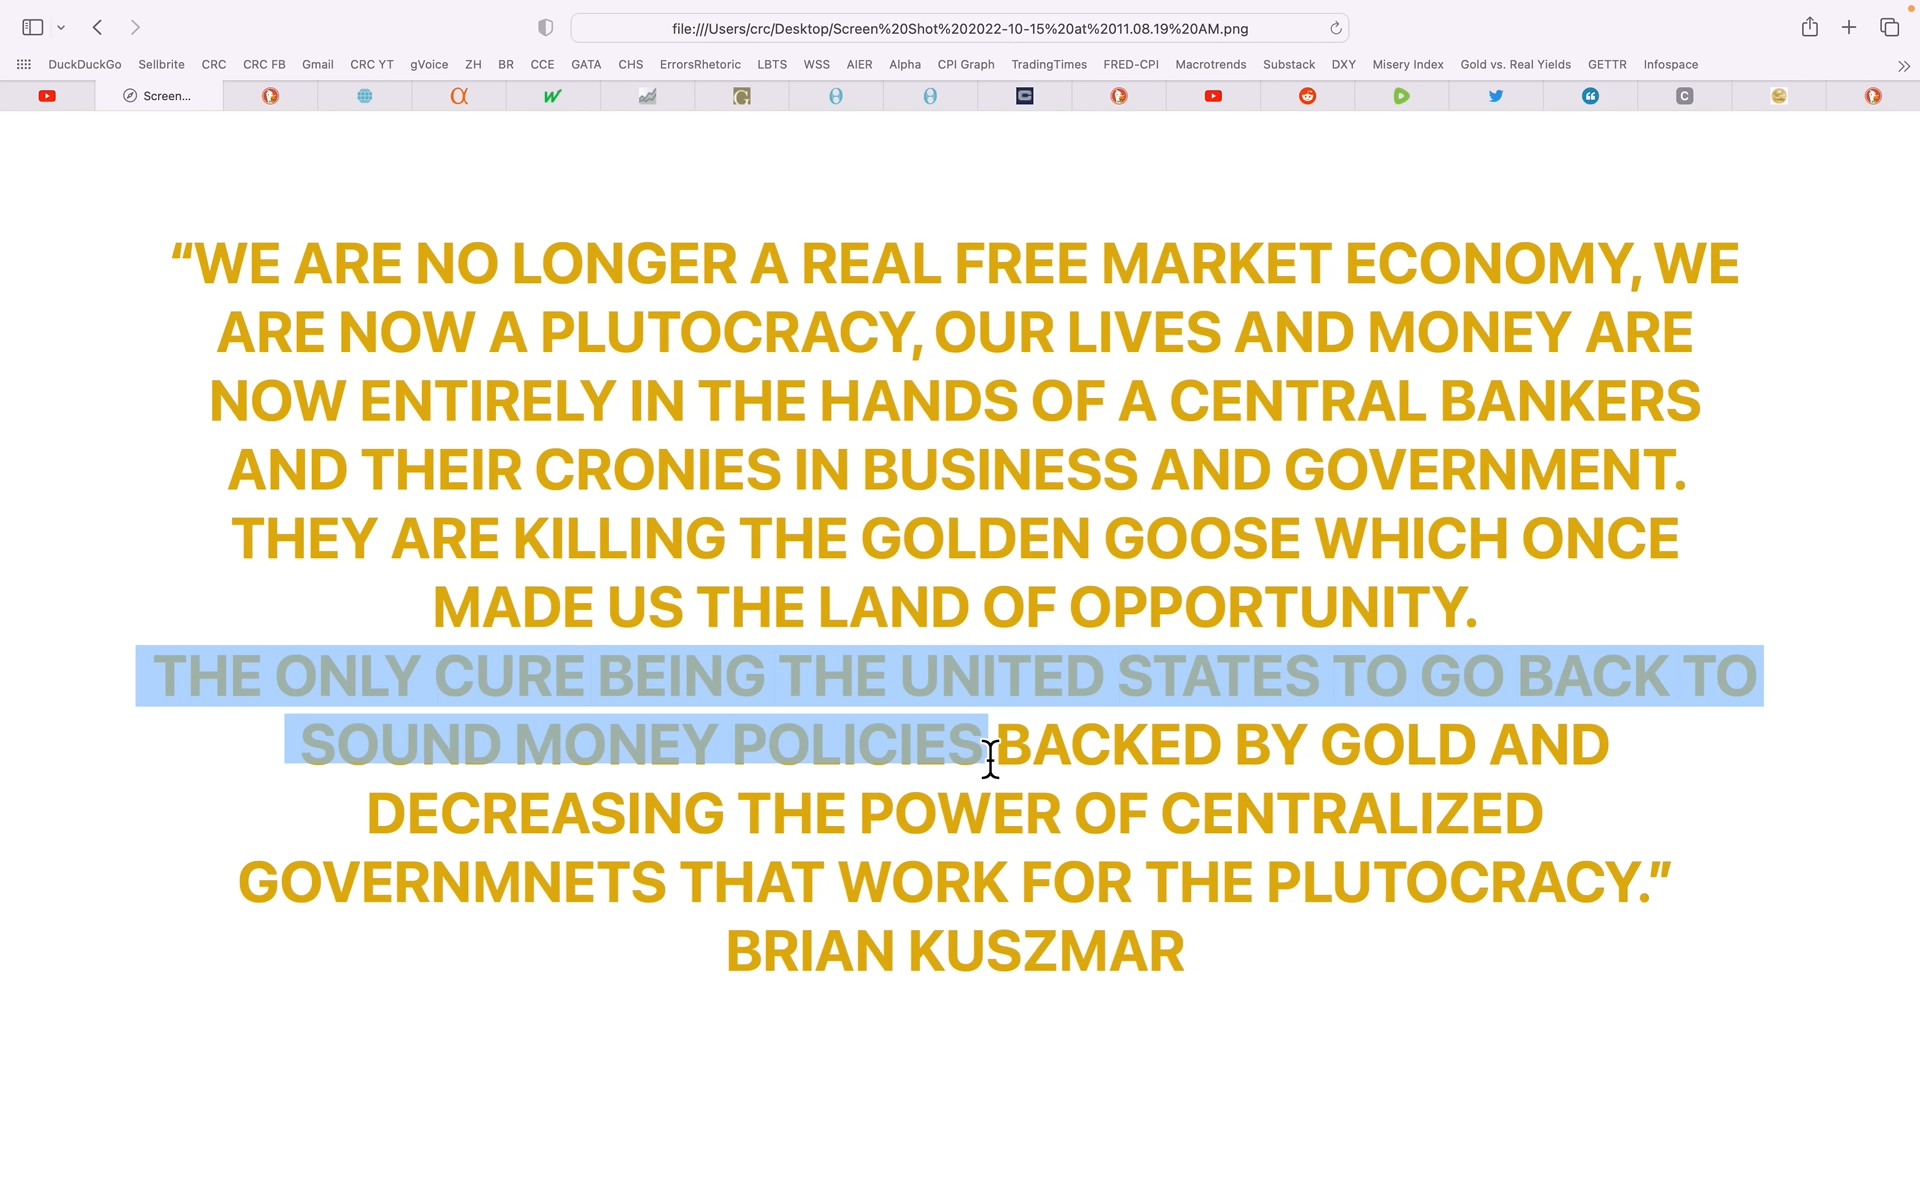 file:///Users/crc/Desktop/Screen%20Shot%202022-10-15%20at%2011.08.19%20AM.png
DuckDuckGo Sellbrite CRC CRC FB Gmail CRC YT gVoice ZH BR CCE GATA CHS ErrorsRhetoric LBTS WSS AIER Alpha CPI Graph TradingTimes FRED-CPI Macrotrends Substack DXY Misery Index Gold vs. Real Yields GETTR Infospace
Screen...
“WE ARE NO LONGER A REAL FREE MARKET ECONOMY, WE
ARE NOW A PLUTOCRACY, OUR LIVES AND MONEY ARE
NOW ENTIRELY IN THE HANDS OF A CENTRAL BANKERS
AND THEIR CRONIES IN BUSINESS AND GOVERNMENT.
THEY ARE KILLING THE GOLDEN GOOSE WHICH ONCE
MADE US THE LAND OF OPPORTUNITY.
THE ONLY CURE BEING THE UNITED STATES TO GO BACK TO
SOUND MONEY POLICIES BACKED BY GOLD AND
DECREASING THE POWER OF CENTRALIZED
GOVERNMNETS THAT WORK FOR THE PLUTOCRACY.”
BRIAN KUSZMAR